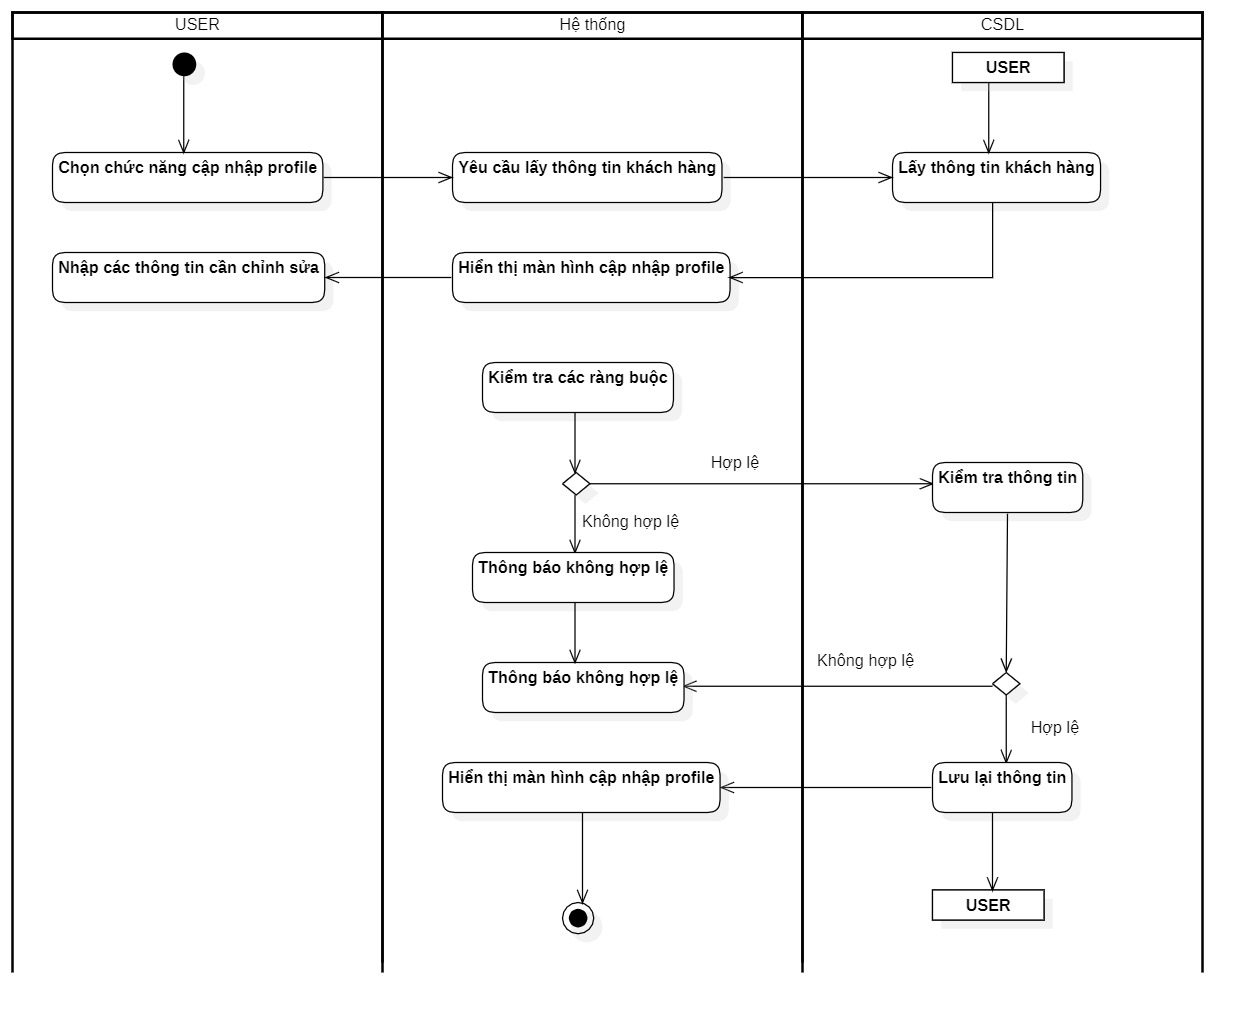 USER
Hệ thống
CSDL
USER
Chọn chức năng cập nhập profile
Yêu cầu lấy thông tin khách hàng
Lấy thông tin khách hàng
Nhập các thông tin cần chỉnh sửa
Hiển thị màn hình cập nhập profile
Kiểm tra các ràng buộc
Hợp lệ
Kiểm tra thông tin
Không hợp lệ
Thông báo không hợp lệ
Không hợp lệ
Thông báo không hợp lệ
Hợp lệ
Hiển thị màn hình cập nhập profile
Lưu lại thông tin
USER